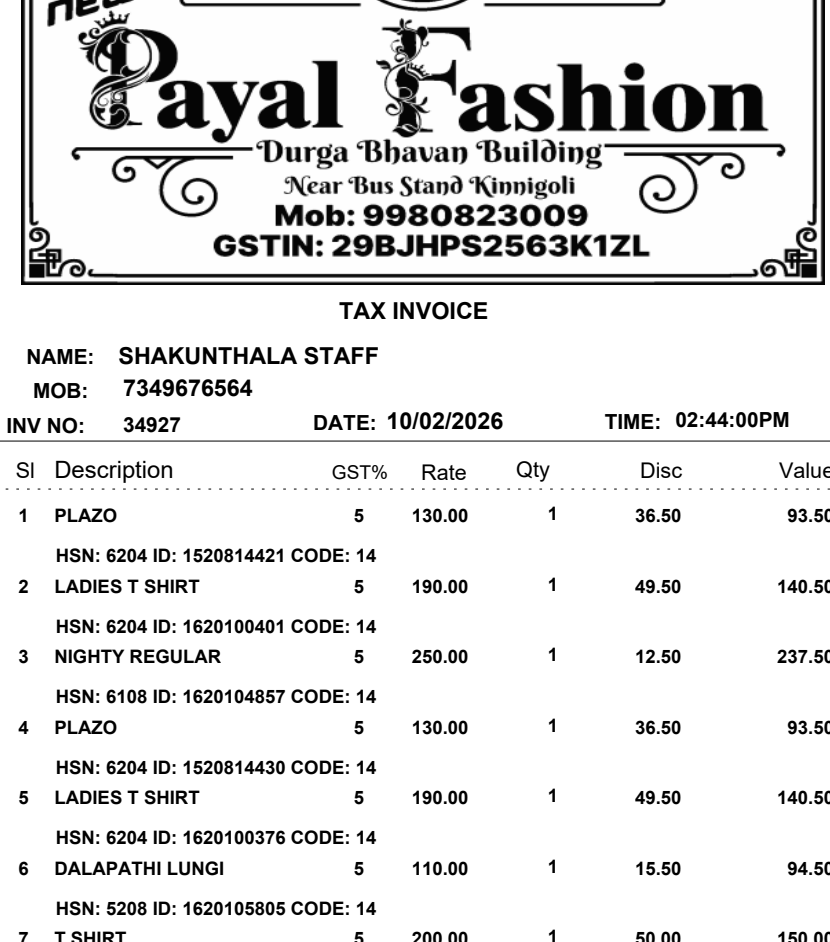 new
Payal Fashion
Durga Bhavan Building
Near Bus Stand Kinnigoli
Mob: 9980823009
GSTIN: 29BJHPS2563K1ZL
TAX INVOICE
NAME: SHAKUNTHALA STAFF
MOB: 7349676564
INV NO: 34927 DATE: 10/02/2026 TIME: 02:44:00PM
Sl Description GST% Rate Qty Disc Value
1 PLAZO 5 130.00 1 36.50 93.50
HSN: 6204 ID: 1520814421 CODE: 14
2 LADIES T SHIRT 5 190.00 1 49.50 140.50
HSN: 6204 ID: 1620100401 CODE: 14
3 NIGHTY REGULAR 5 250.00 1 12.50 237.50
HSN: 6108 ID: 1620104857 CODE: 14
4 PLAZO 5 130.00 1 36.50 93.50
HSN: 6204 ID: 1520814430 CODE: 14
5 LADIES T SHIRT 5 190.00 1 49.50 140.50
HSN: 6204 ID: 1620100376 CODE: 14
6 DALAPATHI LUNGI 5 110.00 1 15.50 94.50
HSN: 5208 ID: 1620105805 CODE: 14
7 T SHIRT 5 200.00 1 50.00 150.00